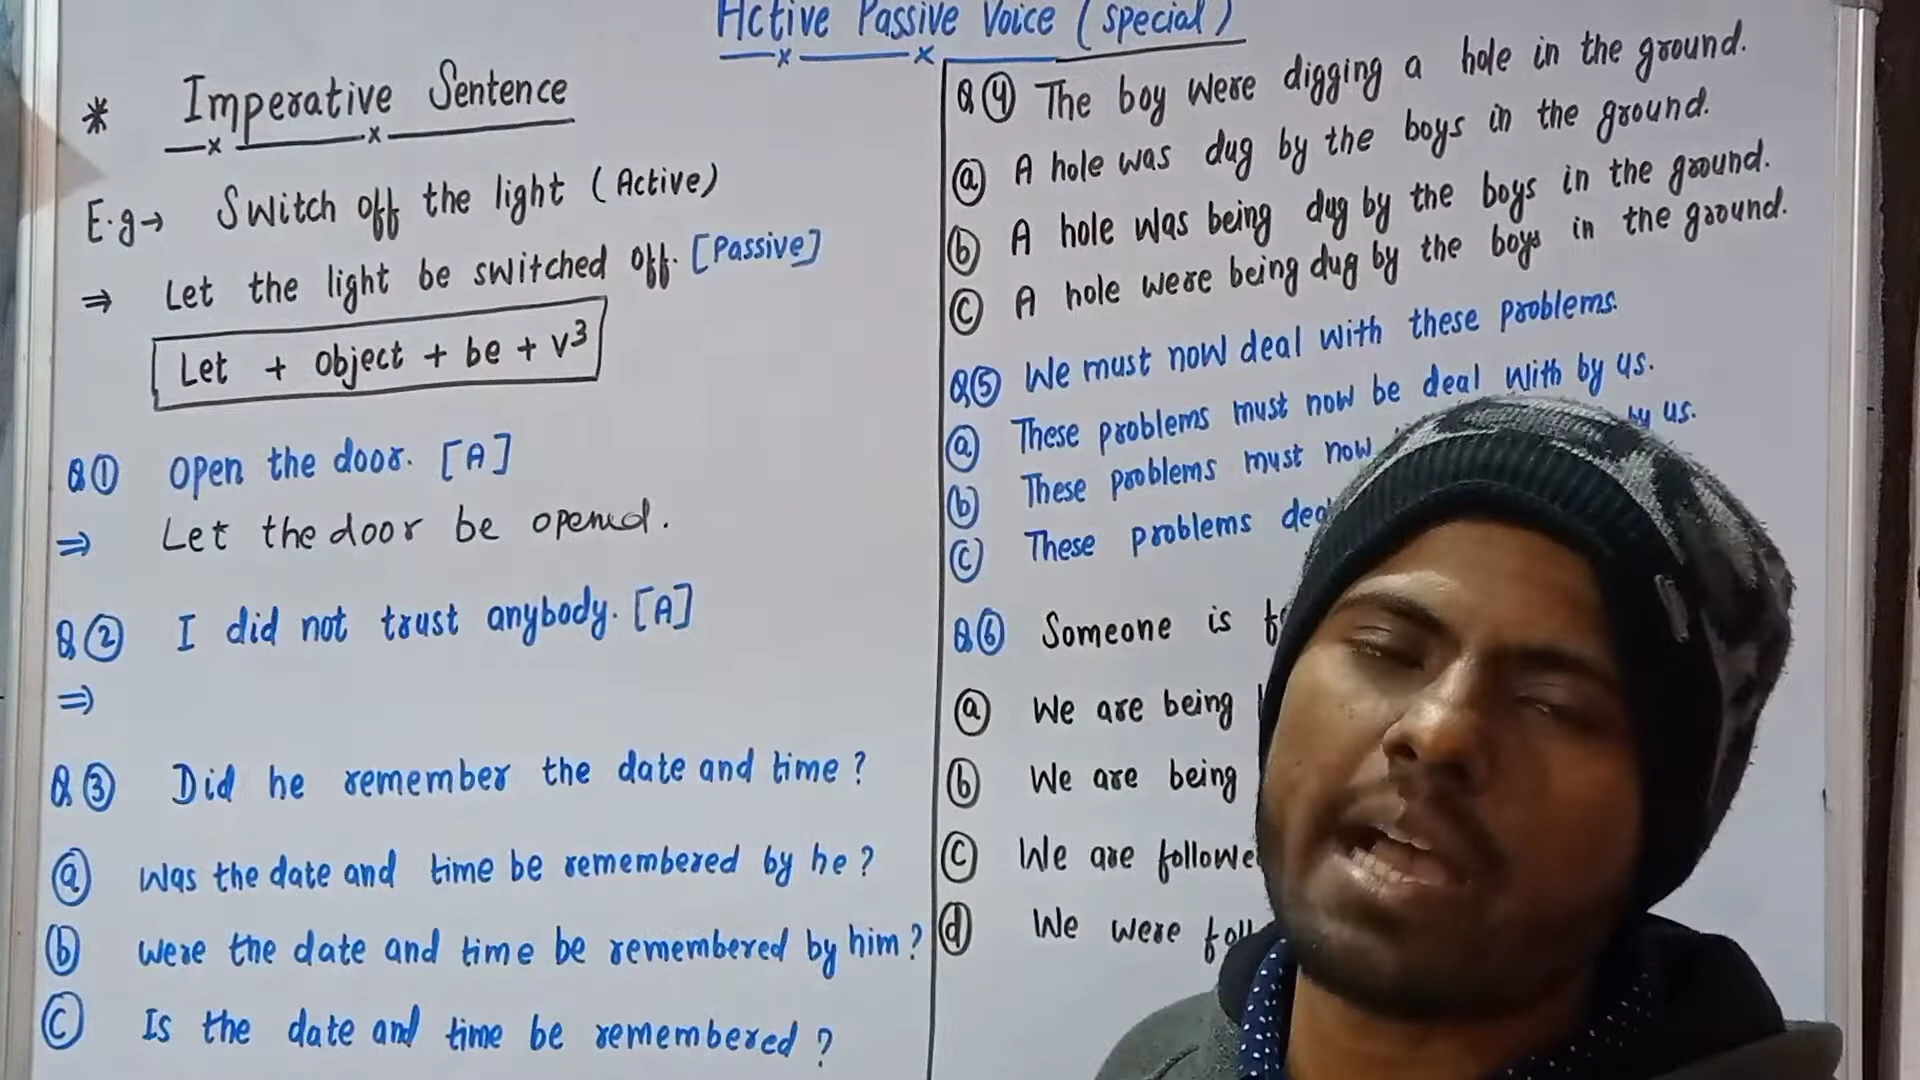 Active Passive Voice (special)
* Imperative Sentence
E.g→ Switch off the light (Active)
⇒ Let the light be switched off. [Passive]
Let + object + be + v³
Q① Open the door. [A]
⇒ Let the door be opened.
Q② I did not trust anybody. [A]
⇒
Q③ Did he remember the date and time?
ⓐ Was the date and time be remembered by he?
ⓑ Were the date and time be remembered by him?
ⓒ Is the date and time be remembered?
Q④ The boy were digging a hole in the ground.
ⓐ A hole was dug by the boys in the ground.
ⓑ A hole was being dug by the boys in the ground.
ⓒ A hole were being dug by the boys in the ground.
Q⑤ We must now deal with these problems.
ⓐ These problems must now be deal with by us.
ⓑ These problems must now by us.
ⓒ These problems
Q⑥ Someone is
ⓐ We are being
ⓑ We are being
ⓒ We are
ⓓ We were